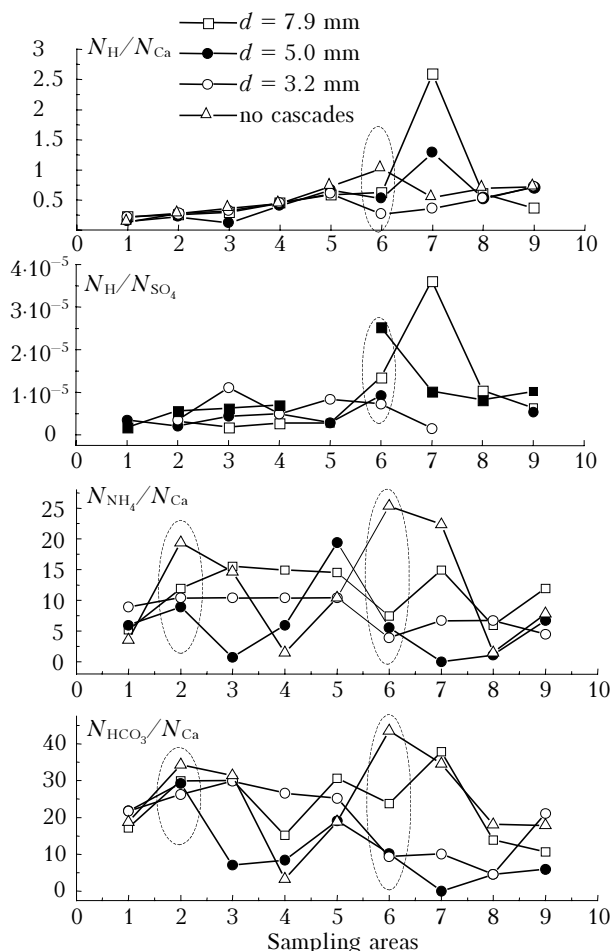 d = 7.9 mm
d = 5.0 mm
d = 3.2 mm
no cascades
N_H/N_Ca
3
2.5
2
1.5
1
0.5
0 1 2 3 4 5 6 7 8 9 10
N_H/N_SO₄
4·10⁻⁵
3·10⁻⁵
2·10⁻⁵
1·10⁻⁵
0
0 1 2 3 4 5 6 7 8 9 10
N_NH₄/N_Ca
25
20
15
10
5
0
0 1 2 3 4 5 6 7 8 9 10
N_HCO₃/N_Ca
40
30
20
10
0
0 1 2 3 4 5 6 7 8 9 10
Sampling areas